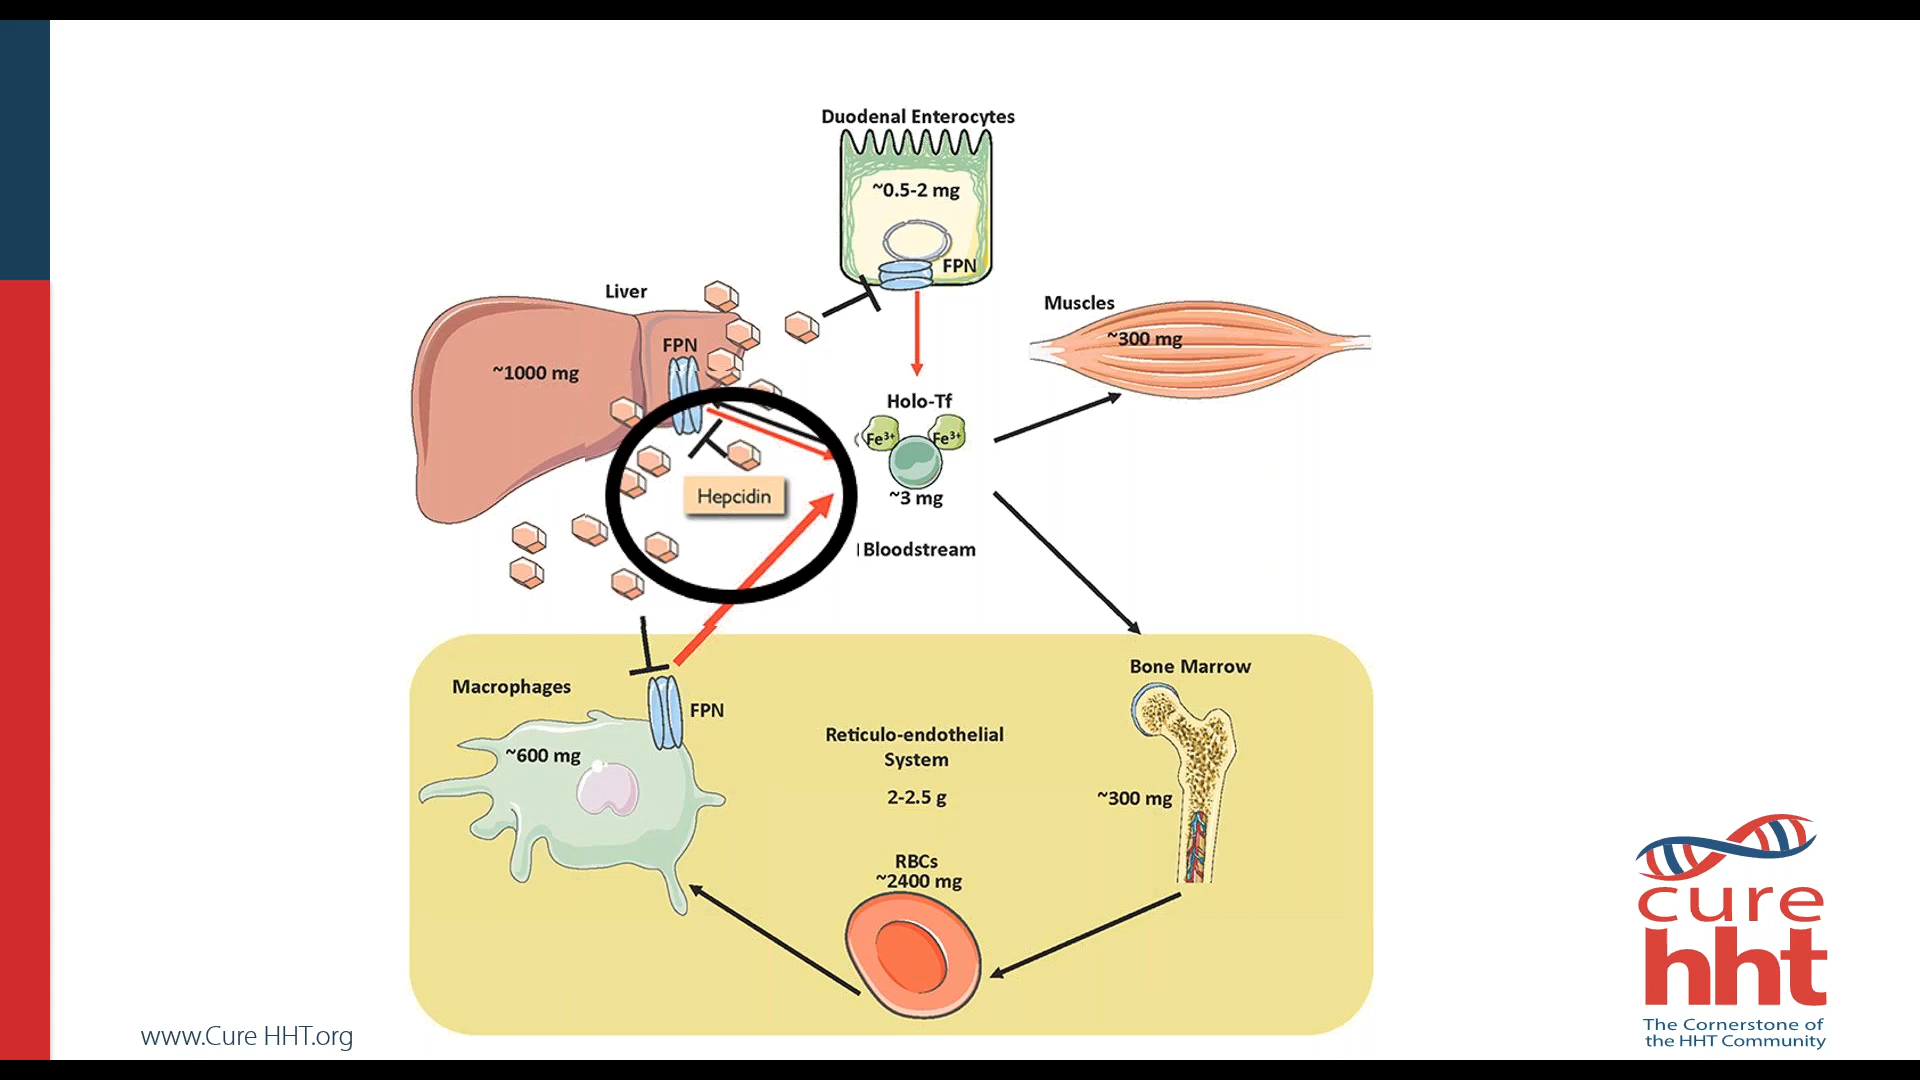 Duodenal Enterocytes
~0.5-2 mg
FPN
Liver
FPN
~1000 mg
Muscles
~300 mg
Holo-Tf
Fe³⁺
Fe³⁺
~3 mg
Hepcidin
Bloodstream
Macrophages
FPN
~600 mg
Reticulo-endothelial
System
2-2.5 g
Bone Marrow
~300 mg
RBCs
~2400 mg
www.Cure HHT.org
cure
hht
The Cornerstone of
the HHT Community